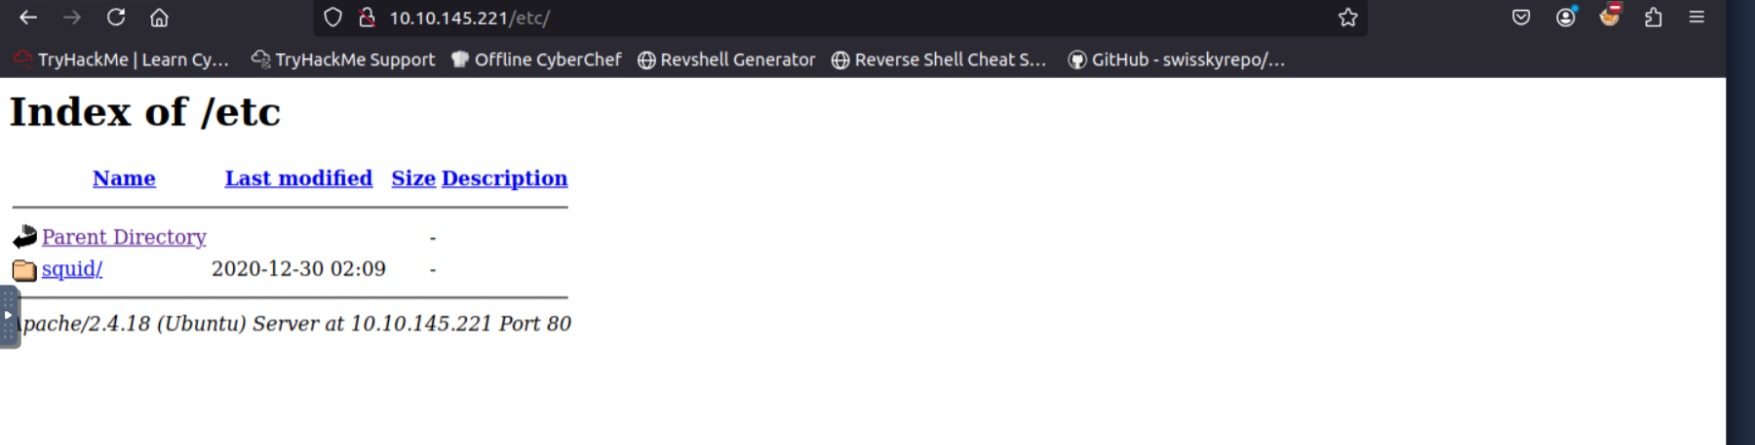 10.10.145.221/etc/
TryHackMe | Learn Cy... TryHackMe Support Offline CyberChef Revshell Generator Reverse Shell Cheat S... GitHub - swisskyrepo/...
Index of /etc
Name Last modified Size Description
Parent Directory -
squid/ 2020-12-30 02:09 -
pache/2.4.18 (Ubuntu) Server at 10.10.145.221 Port 80